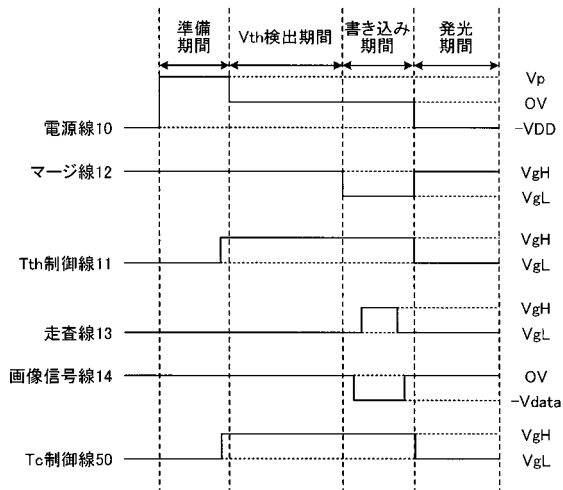 準備
期間
Vth検出期間
書き込み
期間
発光
期間
電源線10
Vp
0V
-VDD
マージ線12
VgH
VgL
Tth制御線11
VgH
VgL
走査線13
VgH
VgL
画像信号線14
0V
-Vdata
Tc制御線50
VgH
VgL